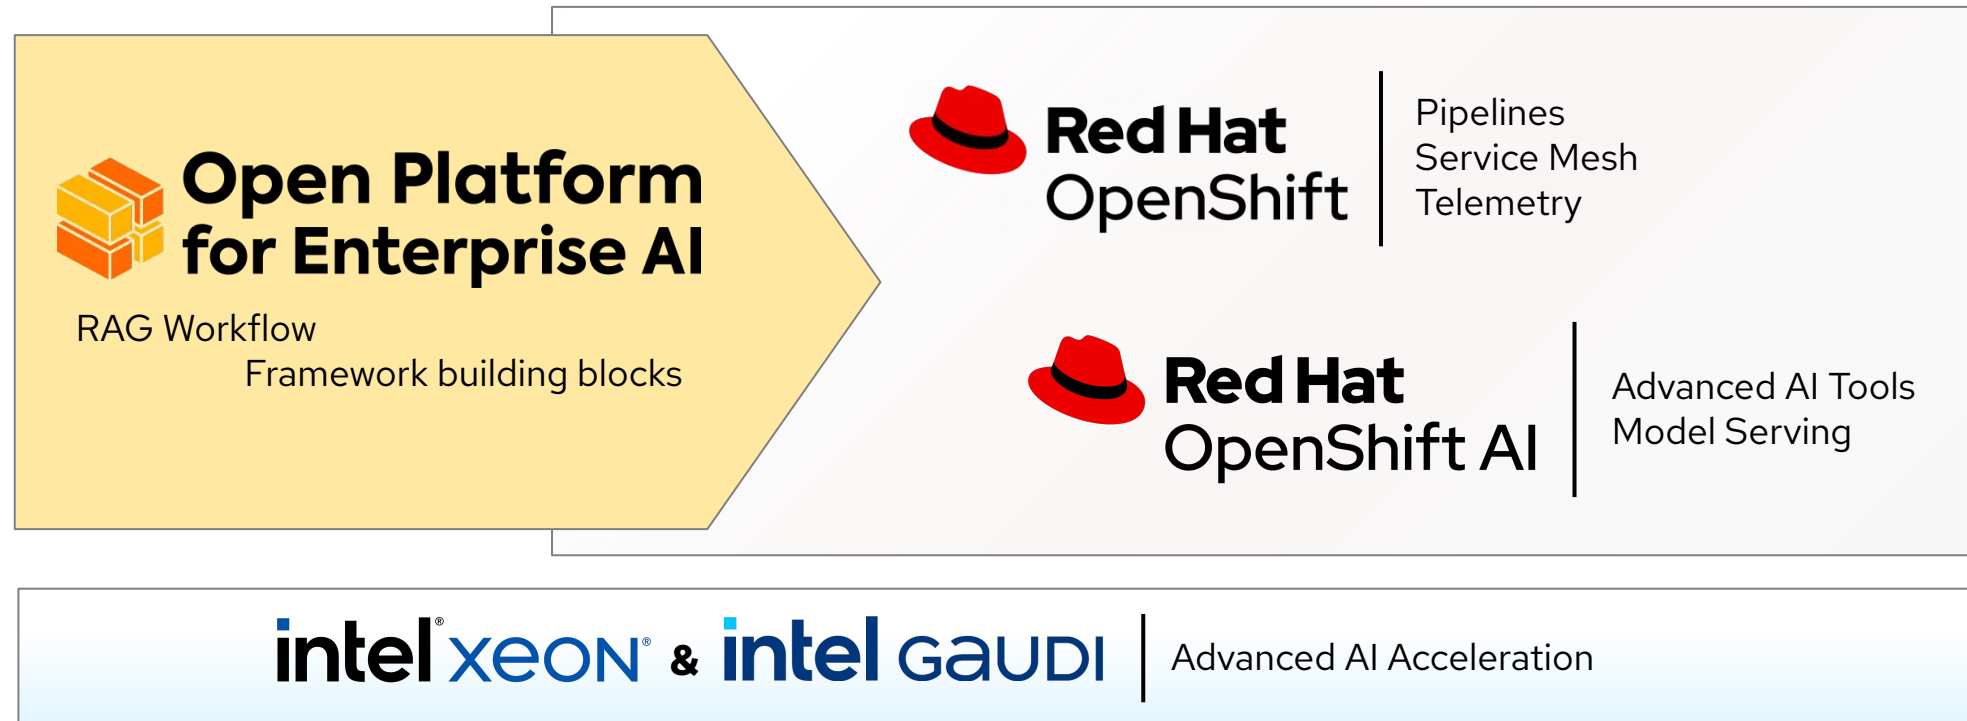 Open Platform
for Enterprise AI
RAG Workflow
Framework building blocks
Red Hat
OpenShift
Pipelines
Service Mesh
Telemetry
Red Hat
OpenShift AI
Advanced AI Tools
Model Serving
intel® xeon® & intel GAUDI
Advanced AI Acceleration